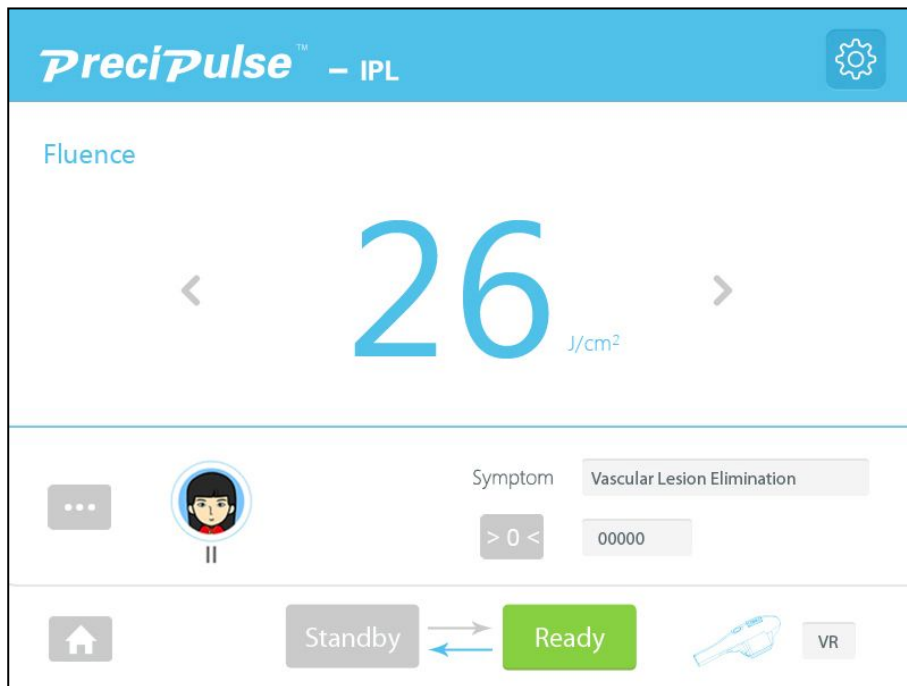 PreciPulse™ – IPL
Fluence
26 J/cm²
Symptom Vascular Lesion Elimination
II
> 0 < 00000
Standby Ready VR